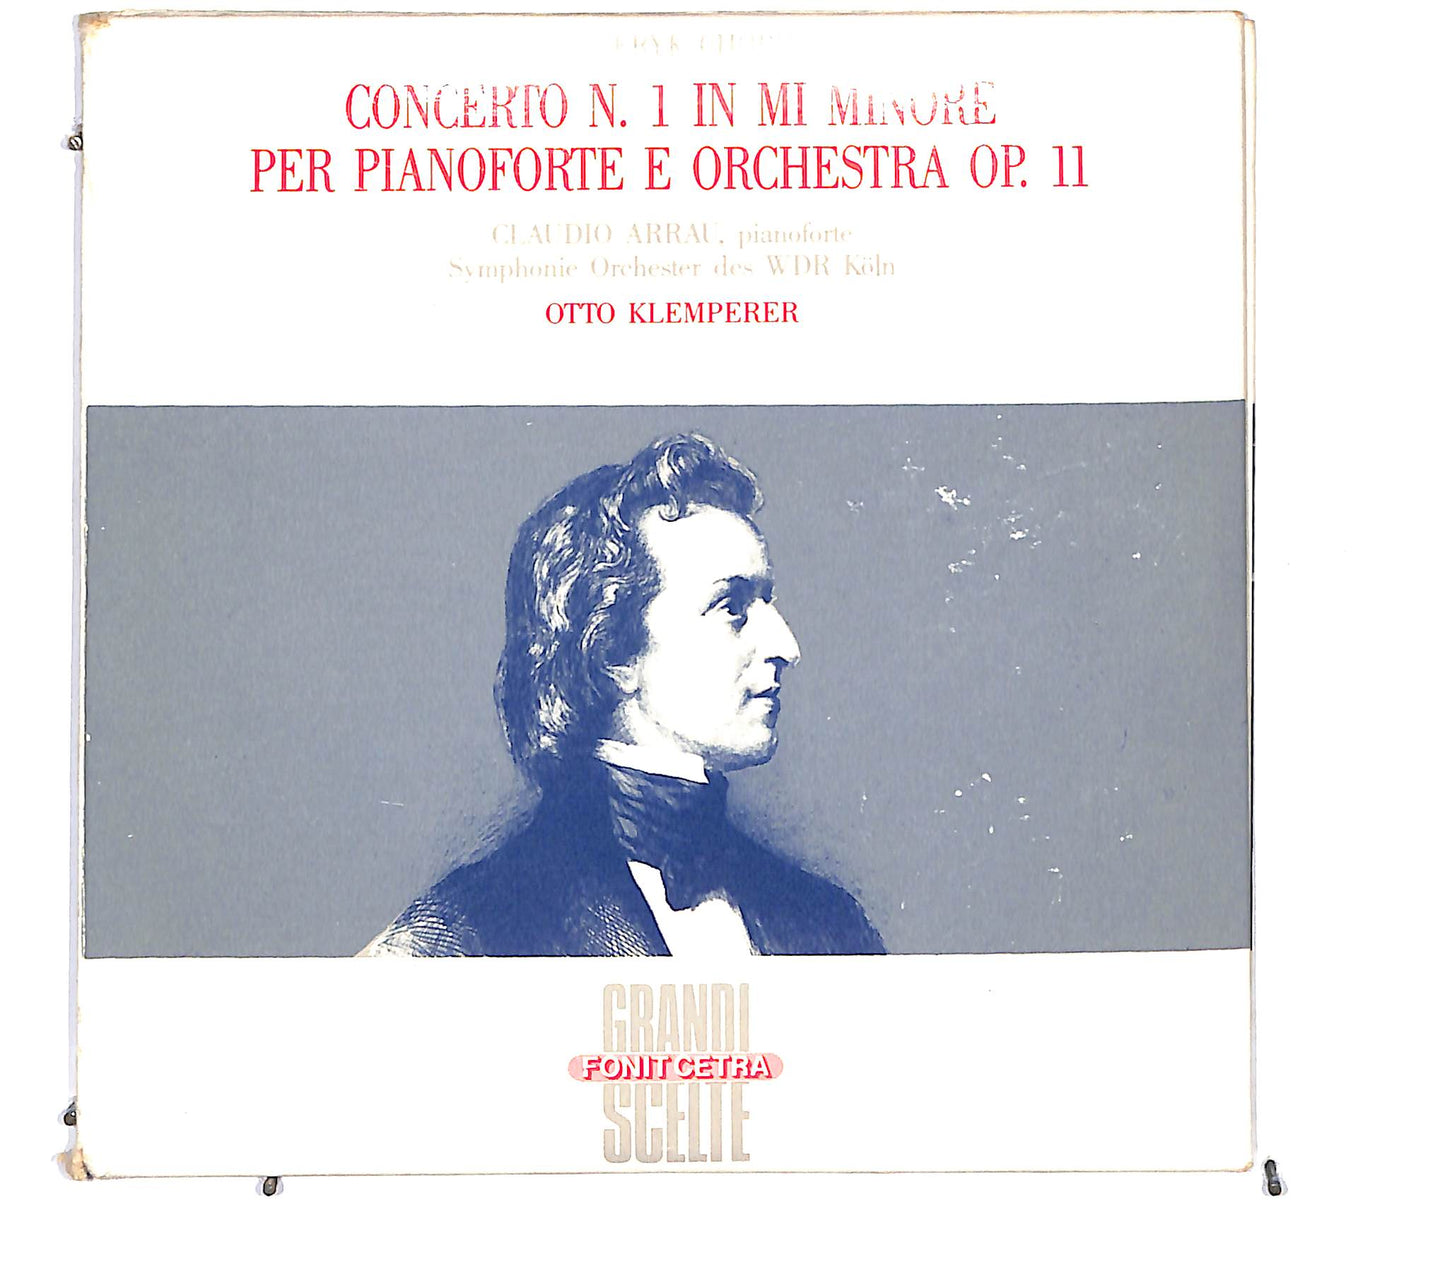 CONCERTO N. 1 IN MI MINORE
PER PIANOFORTE E ORCHESTRA OP. 11
CLAUDIO ARRAU, pianoforte
Symphonie Orchester des WDR Köln
OTTO KLEMPERER
GRANDI
FONIT CETRA
SCELTE